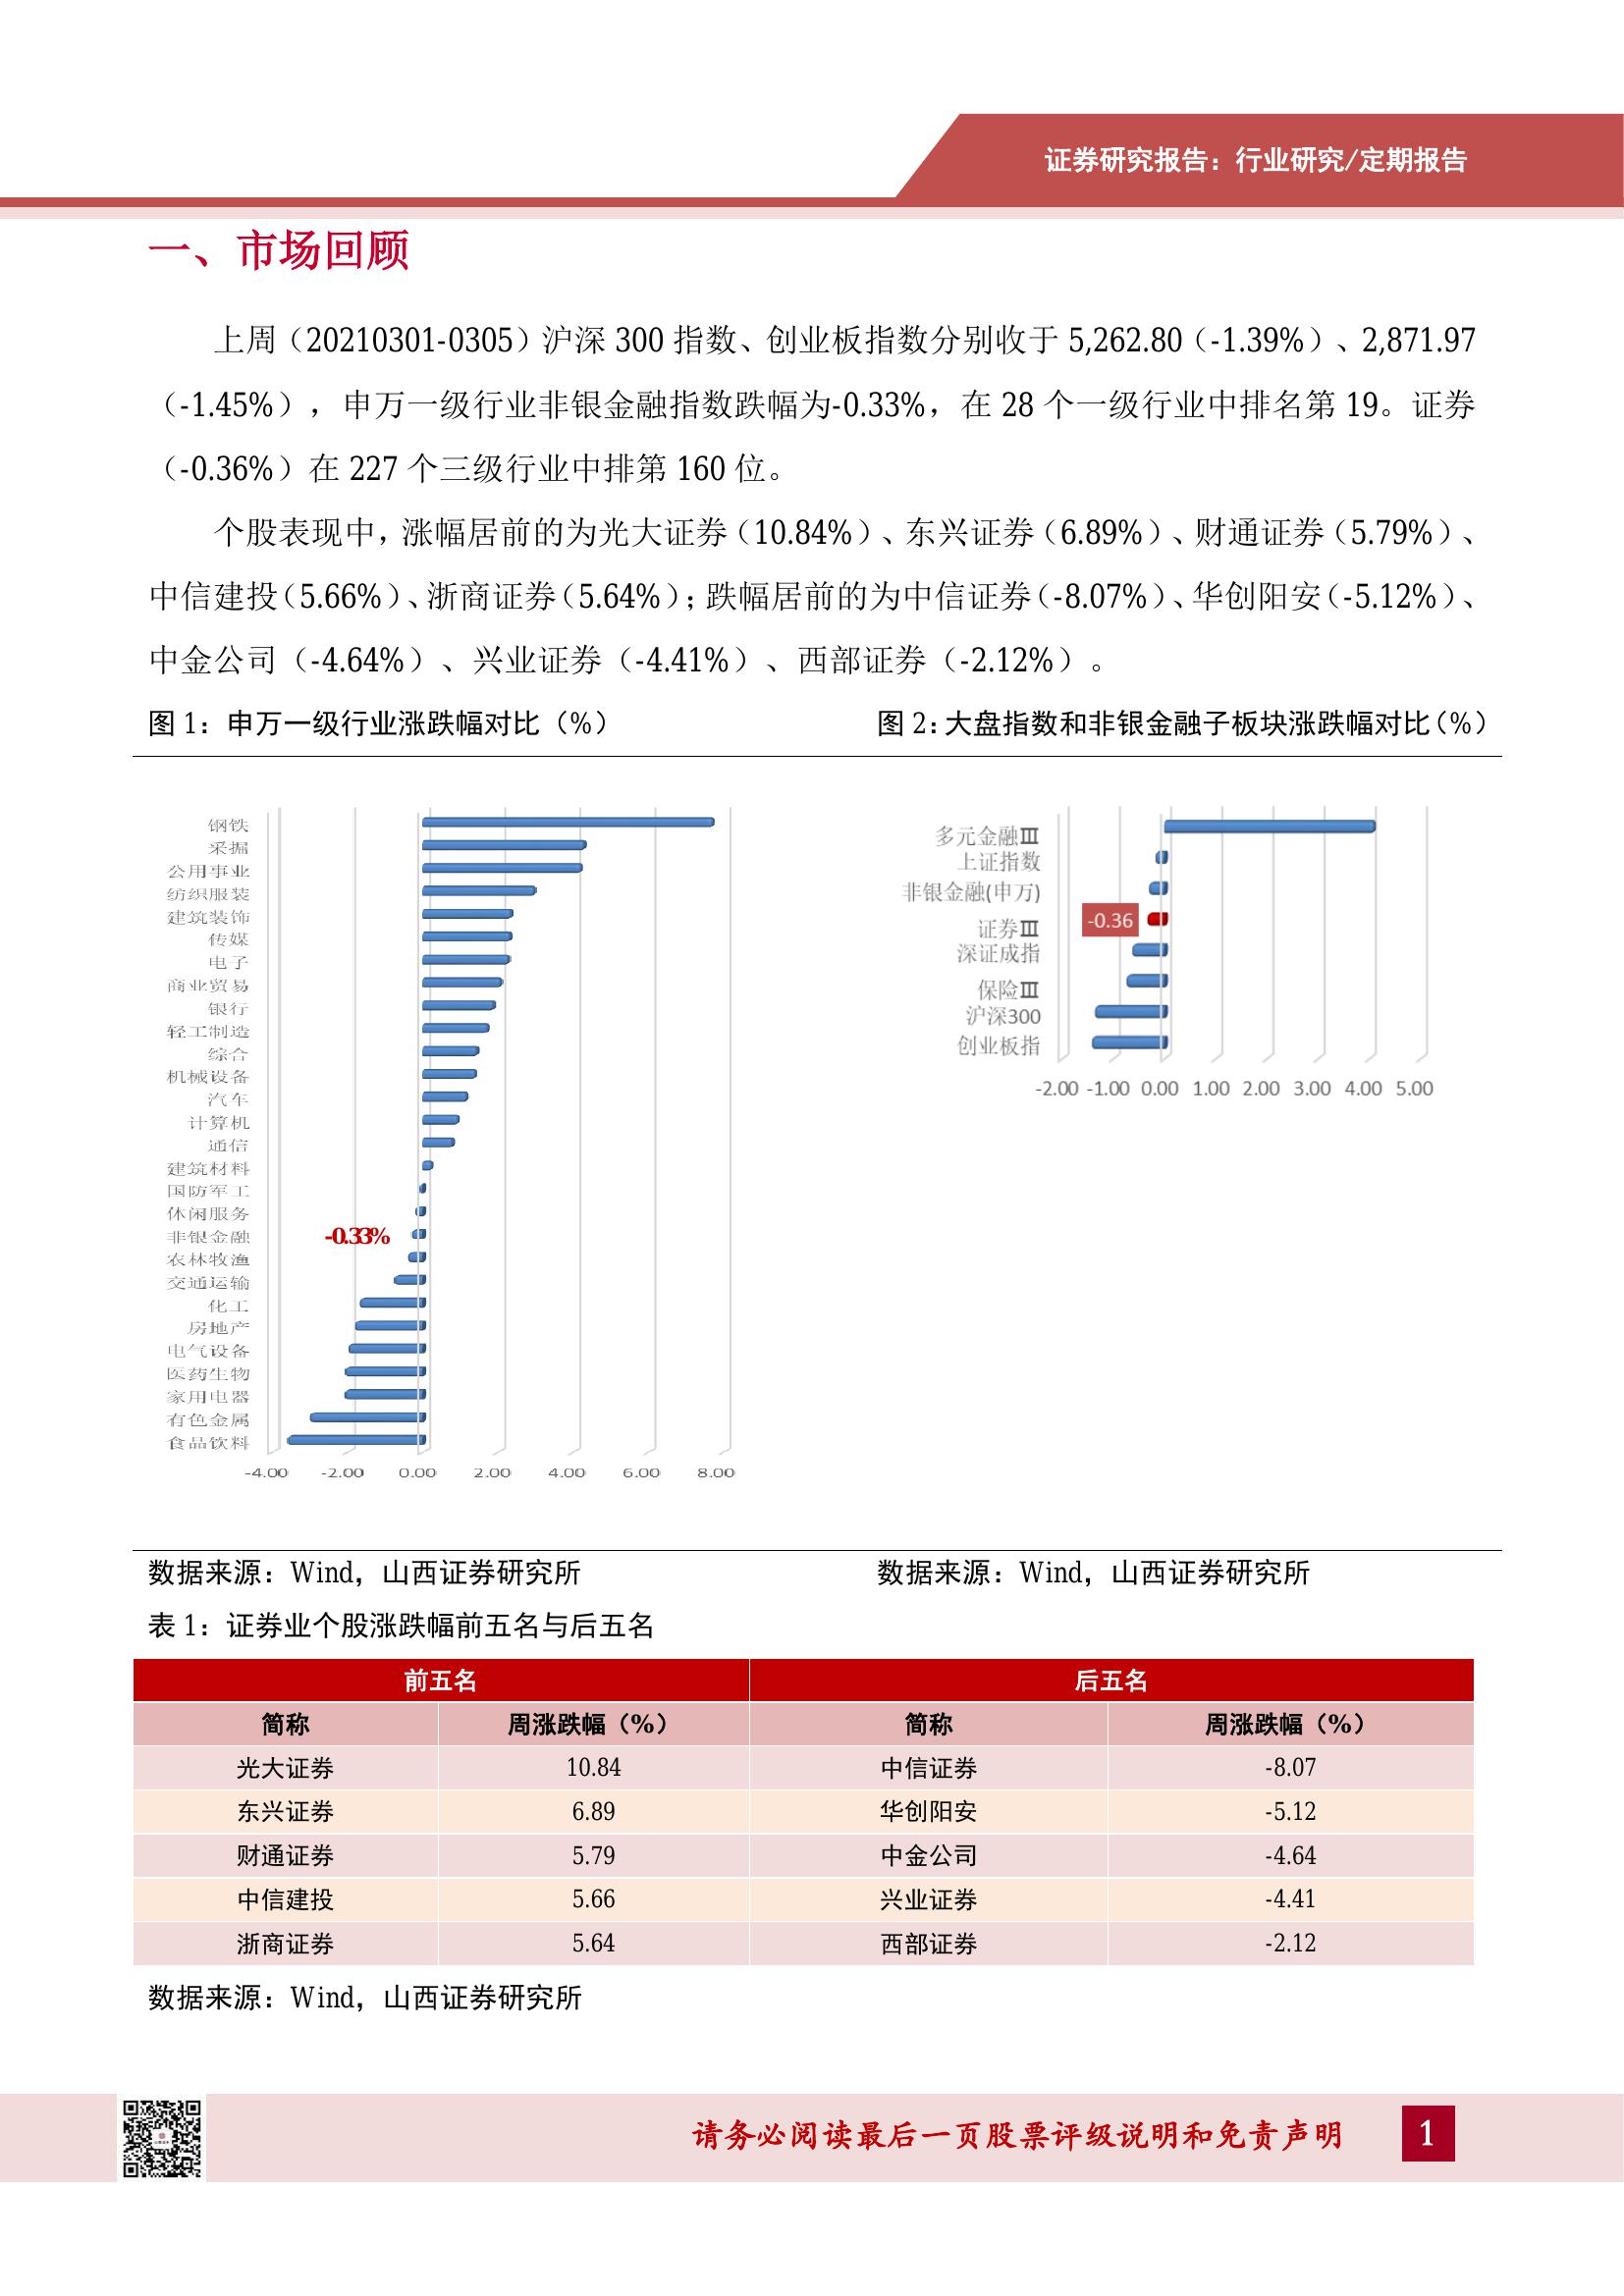 证券研究报告：行业研究/定期报告
一、市场回顾
上周（20210301-0305）沪深 300 指数、创业板指数分别收于 5,262.80（-1.39%）、2,871.97
（-1.45%），申万一级行业非银金融指数跌幅为-0.33%，在 28 个一级行业中排名第 19。证券
（-0.36%）在 227 个三级行业中排第 160 位。
个股表现中，涨幅居前的为光大证券（10.84%）、东兴证券（6.89%）、财通证券（5.79%）、
中信建投（5.66%）、浙商证券（5.64%）；跌幅居前的为中信证券（-8.07%）、华创阳安（-5.12%）、
中金公司（-4.64%）、兴业证券（-4.41%）、西部证券（-2.12%）。
图 1：申万一级行业涨跌幅对比（%）
钢铁
采掘
公用事业
纺织服装
建筑装饰
传媒
电子
商业贸易
银行
轻工制造
综合
机械设备
汽车
计算机
通信
建筑材料
国防军工
休闲服务
非银金融
-0.33%
农林牧渔
交通运输
化工
房地产
电气设备
医药生物
家用电器
有色金属
食品饮料
-4.00 -2.00 0.00 2.00 4.00 6.00 8.00
数据来源：Wind，山西证券研究所
图 2：大盘指数和非银金融子板块涨跌幅对比（%）
多元金融Ⅲ
上证指数
非银金融(申万)
证券Ⅲ
-0.36
深证成指
保险Ⅲ
沪深300
创业板指
-2.00 -1.00 0.00 1.00 2.00 3.00 4.00 5.00
数据来源：Wind，山西证券研究所
表 1：证券业个股涨跌幅前五名与后五名
前五名 后五名
简称 周涨跌幅（%） 简称 周涨跌幅（%）
光大证券 10.84 中信证券 -8.07
东兴证券 6.89 华创阳安 -5.12
财通证券 5.79 中金公司 -4.64
中信建投 5.66 兴业证券 -4.41
浙商证券 5.64 西部证券 -2.12
数据来源：Wind，山西证券研究所
请务必阅读最后一页股票评级说明和免责声明
1